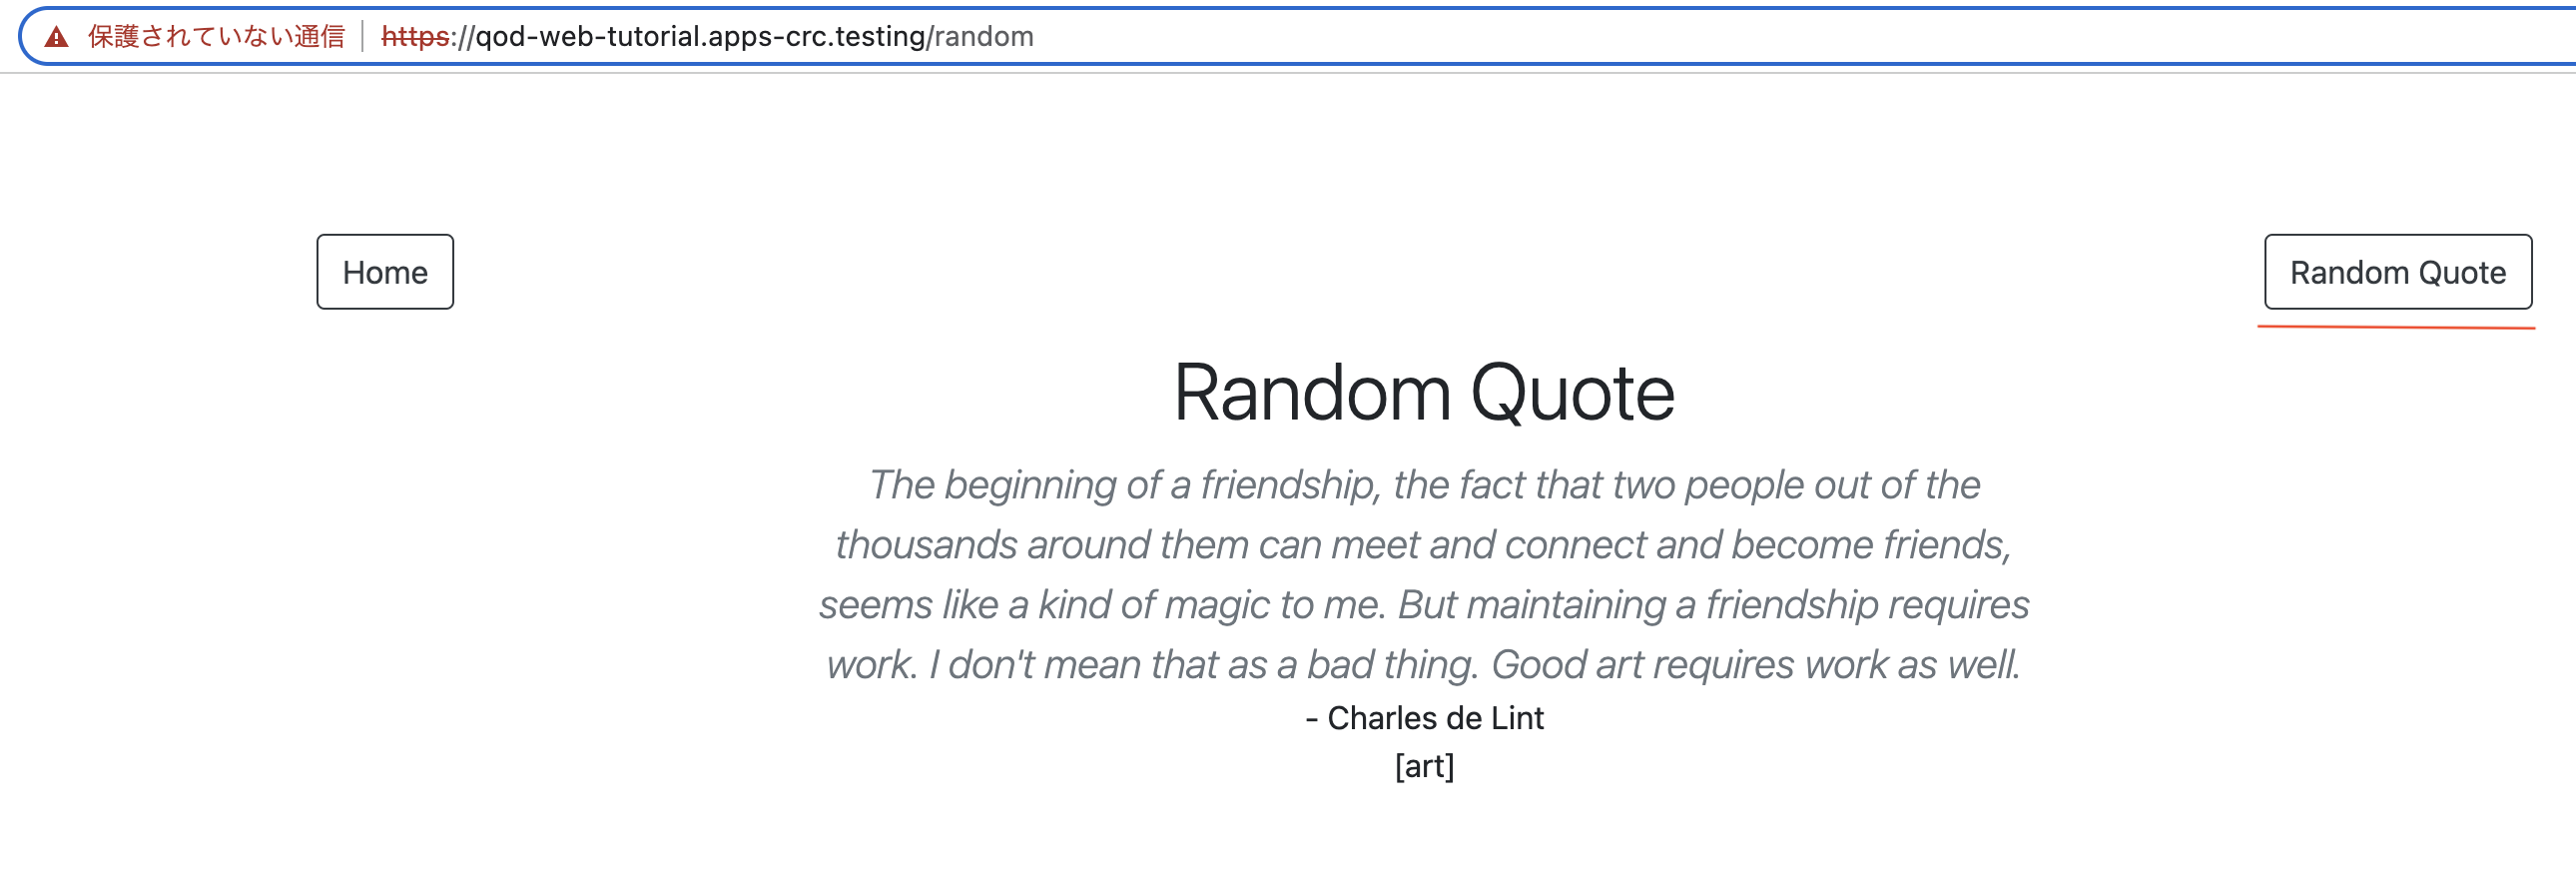 保護されていない通信 https://qod-web-tutorial.apps-crc.testing/random
Home Random Quote
Random Quote
The beginning of a friendship, the fact that two people out of the
thousands around them can meet and connect and become friends,
seems like a kind of magic to me. But maintaining a friendship requires
work. I don't mean that as a bad thing. Good art requires work as well.
- Charles de Lint
[art]